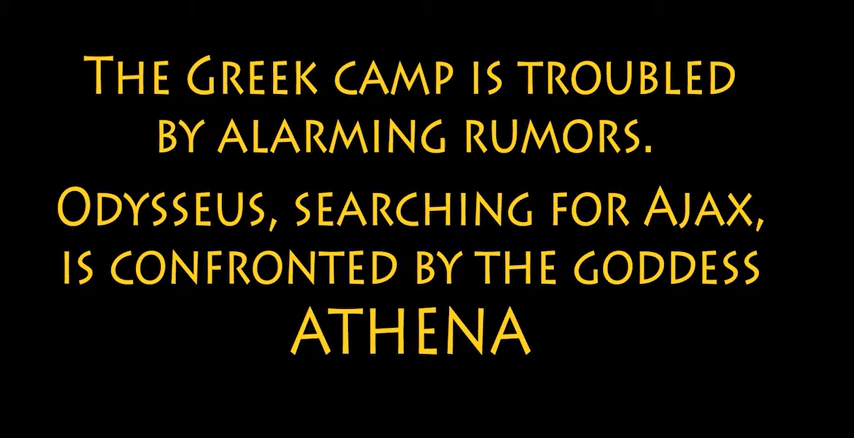 The Greek camp is troubled
by alarming rumors.
Odysseus, searching for Ajax,
is confronted by the goddess
ATHENA